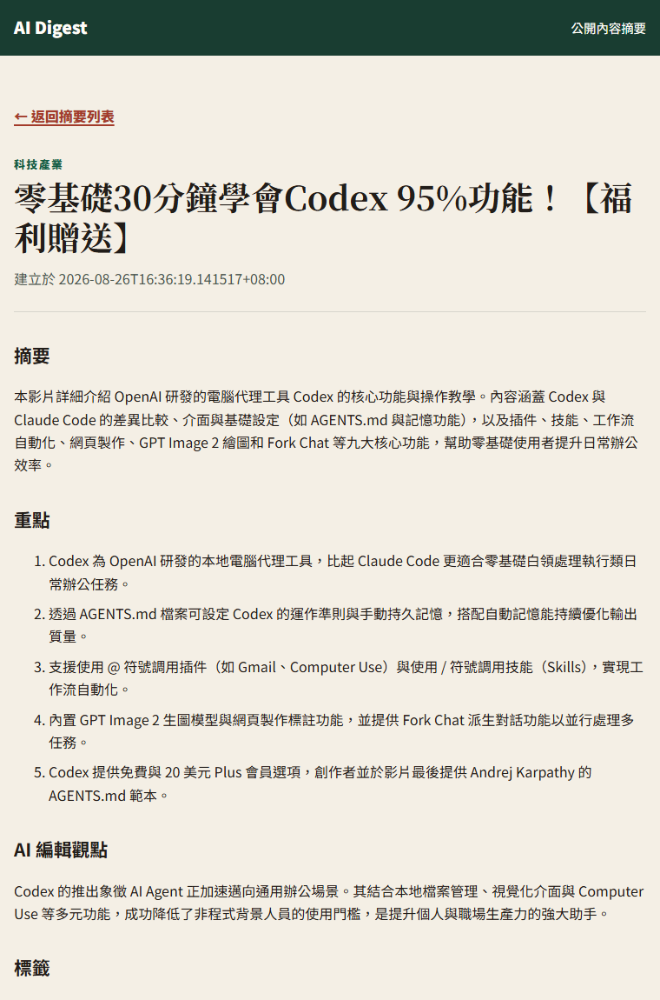 AI Digest
公開內容摘要
← 返回摘要列表
科技產業
零基礎30分鐘學會Codex 95%功能！【福
利贈送】
建立於 2026-08-26T16:36:19.141517+08:00
摘要
本影片詳細介紹 OpenAI 研發的電腦代理工具 Codex 的核心功能與操作教學。內容涵蓋 Codex 與
Claude Code 的差異比較、介面與基礎設定（如 AGENTS.md 與記憶功能），以及插件、技能、工作流
自動化、網頁製作、GPT Image 2 繪圖和 Fork Chat 等九大核心功能，幫助零基礎使用者提升日常辦公
效率。
重點
1. Codex 為 OpenAI 研發的本地電腦代理工具，比起 Claude Code 更適合零基礎白領處理執行類日
常辦公任務。
2. 透過 AGENTS.md 檔案可設定 Codex 的運作準則與手動持久記憶，搭配自動記憶能持續優化輸出
質量。
3. 支援使用 @ 符號調用插件（如 Gmail、Computer Use）與使用 / 符號調用技能（Skills），實現工
作流自動化。
4. 內置 GPT Image 2 生圖模型與網頁製作標註功能，並提供 Fork Chat 派生對話功能以並行處理多
任務。
5. Codex 提供免費與 20 美元 Plus 會員選項，創作者並於影片最後提供 Andrej Karpathy 的
AGENTS.md 範本。
AI 編輯觀點
Codex 的推出象徵 AI Agent 正加速邁向通用辦公場景。其結合本地檔案管理、視覺化介面與 Computer
Use 等多元功能，成功降低了非程式背景人員的使用門檻，是提升個人與職場生產力的強大助手。
標籤